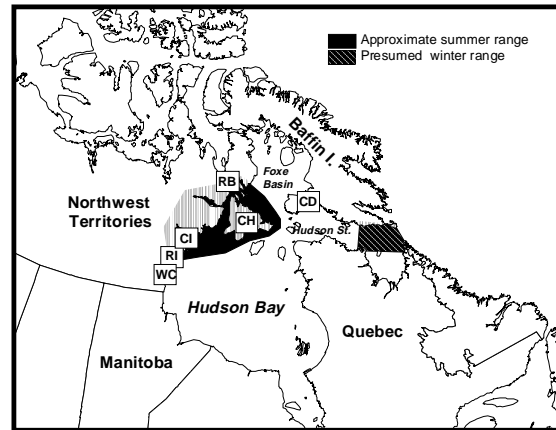 Approximate summer range
Presumed winter range
Baffin I.
Foxe
Basin
RB
Northwest
Territories
CD
CH
Hudson St.
CI
RI
WC
Hudson Bay
Quebec
Manitoba